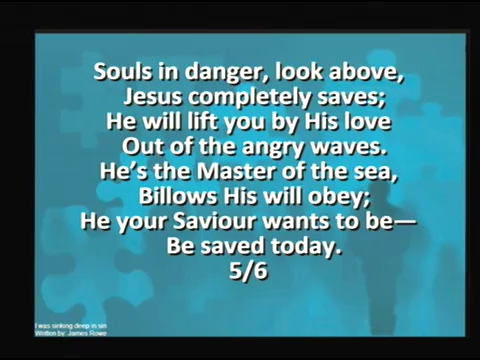 Souls in danger, look above,
Jesus completely saves;
He will lift you by His love
Out of the angry waves.
He's the Master of the sea,
Billows His will obey;
He your Saviour wants to be—
Be saved today.
5/6
I was sinking deep in sin
Written by: James Rowe